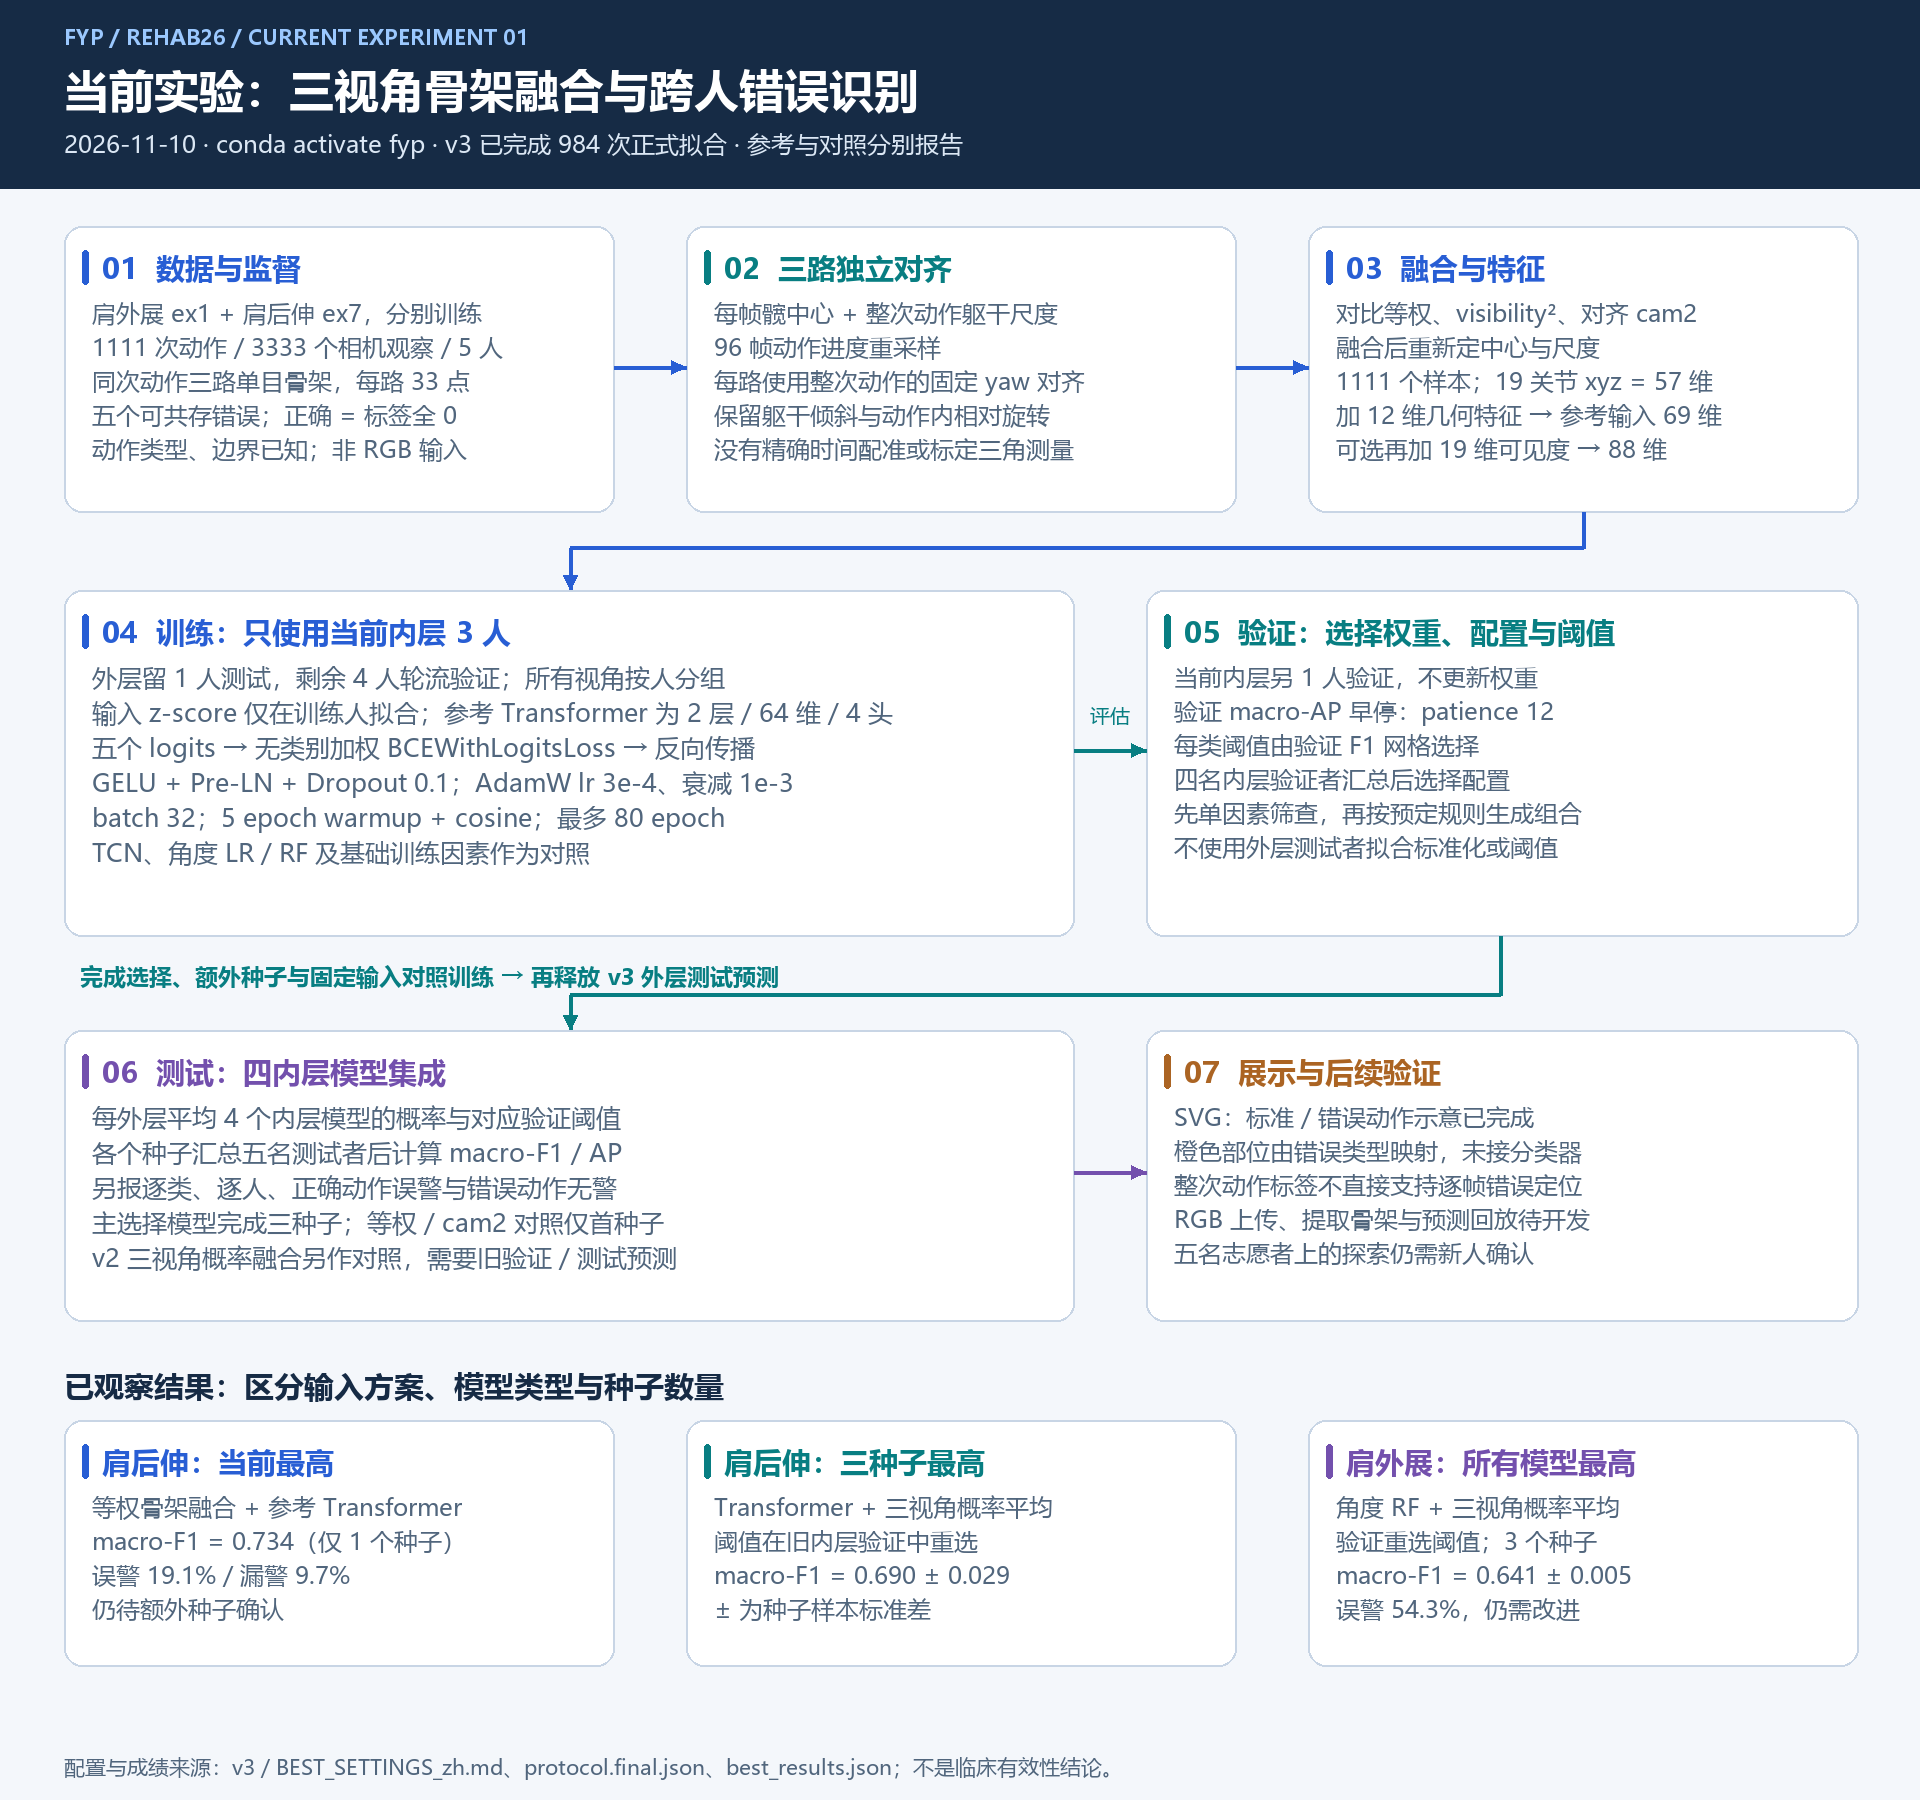 FYP / REHAB26 / CURRENT EXPERIMENT 01
当前实验：三视角骨架融合与跨人错误识别
2026-11-10 · conda activate fyp · v3 已完成 984 次正式拟合 · 参考与对照分别报告
01 数据与监督
肩外展 ex1 + 肩后伸 ex7，分别训练
1111 次动作 / 3333 个相机观察 / 5 人
同次动作三路单目骨架，每路 33 点
五个可共存错误；正确 = 标签全 0
动作类型、边界已知；非 RGB 输入
02 三路独立对齐
每帧髋中心 + 整次动作躯干尺度
96 帧动作进度重采样
每路使用整次动作的固定 yaw 对齐
保留躯干倾斜与动作内相对旋转
没有精确时间配准或标定三角测量
03 融合与特征
对比等权、visibility²、对齐 cam2
融合后重新定中心与尺度
1111 个样本；19 关节 xyz = 57 维
加 12 维几何特征 → 参考输入 69 维
可选再加 19 维可见度 → 88 维
04 训练：只使用当前内层 3 人
外层留 1 人测试，剩余 4 人轮流验证；所有视角按人分组
输入 z-score 仅在训练人拟合；参考 Transformer 为 2 层 / 64 维 / 4 头
五个 logits → 无类别加权 BCEWithLogitsLoss → 反向传播
GELU + Pre-LN + Dropout 0.1；AdamW lr 3e-4、衰减 1e-3
batch 32；5 epoch warmup + cosine；最多 80 epoch
TCN、角度 LR / RF 及基础训练因素作为对照
评估
05 验证：选择权重、配置与阈值
当前内层另 1 人验证，不更新权重
验证 macro-AP 早停：patience 12
每类阈值由验证 F1 网格选择
四名内层验证者汇总后选择配置
先单因素筛查，再按预定规则生成组合
不使用外层测试者拟合标准化或阈值
完成选择、额外种子与固定输入对照训练 → 再释放 v3 外层测试预测
06 测试：四内层模型集成
每外层平均 4 个内层模型的概率与对应验证阈值
各个种子汇总五名测试者后计算 macro-F1 / AP
另报逐类、逐人、正确动作误警与错误动作无警
主选择模型完成三种子；等权 / cam2 对照仅首种子
v2 三视角概率融合另作对照，需要旧验证 / 测试预测
07 展示与后续验证
SVG：标准 / 错误动作示意已完成
橙色部位由错误类型映射，未接分类器
整次动作标签不直接支持逐帧错误定位
RGB 上传、提取骨架与预测回放待开发
五名志愿者上的探索仍需新人确认
已观察结果：区分输入方案、模型类型与种子数量
肩后伸：当前最高
等权骨架融合 + 参考 Transformer
macro-F1 = 0.734（仅 1 个种子）
误警 19.1% / 漏警 9.7%
仍待额外种子确认
肩后伸：三种子最高
Transformer + 三视角概率平均
阈值在旧内层验证中重选
macro-F1 = 0.690 ± 0.029
± 为种子样本标准差
肩外展：所有模型最高
角度 RF + 三视角概率平均
验证重选阈值；3 个种子
macro-F1 = 0.641 ± 0.005
误警 54.3%，仍需改进
配置与成绩来源：v3 / BEST_SETTINGS_zh.md、protocol.final.json、best_results.json；不是临床有效性结论。